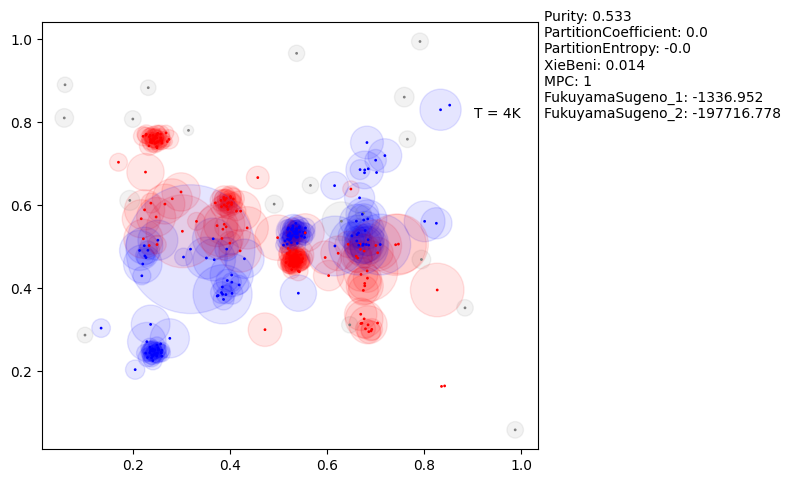 Purity: 0.533
PartitionCoefficient: 0.0
PartitionEntropy: -0.0
XieBeni: 0.014
MPC: 1
FukuyamaSugeno_1: -1336.952
FukuyamaSugeno_2: -197716.778
T = 4K
1.0
0.8
0.6
0.4
0.2
0.2 0.4 0.6 0.8 1.0